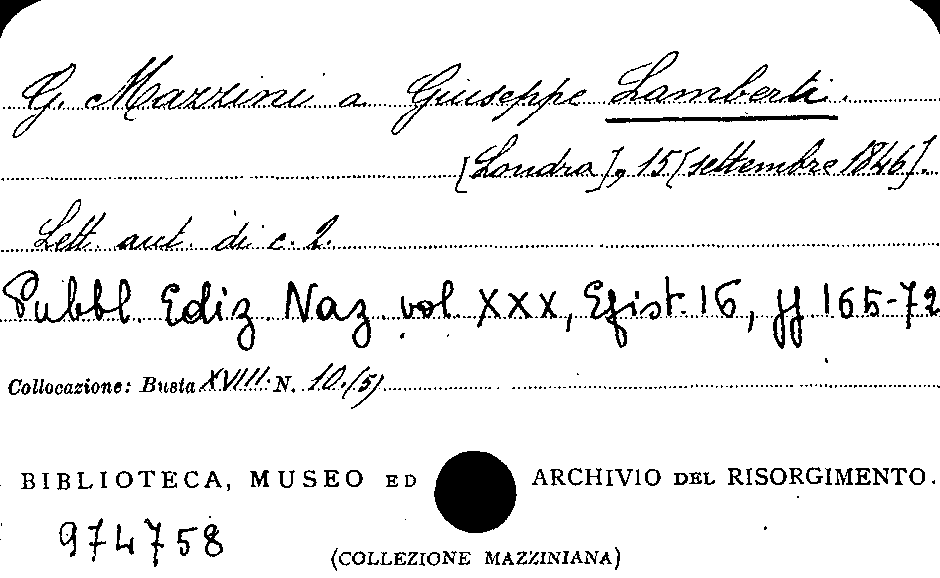 G. Mazzini a Giuseppe Lamberti.
[Londra], 15 [settembre 1846].
Lett. aut. di c. 2.
Pubbl. Ediz. Naz. vol. XXX, Epist. 16, pp 165-72
Collocazione: Busta XVIII N. 10.(5)
BIBLIOTECA, MUSEO ED ARCHIVIO DEL RISORGIMENTO.
974758
(COLLEZIONE MAZZINIANA)